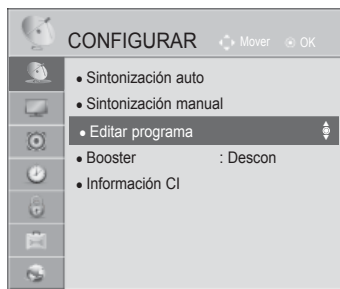 CONFIGURAR Mover OK
• Sintonización auto
• Sintonización manual
• Editar programa
• Booster : Descon
• Información CI